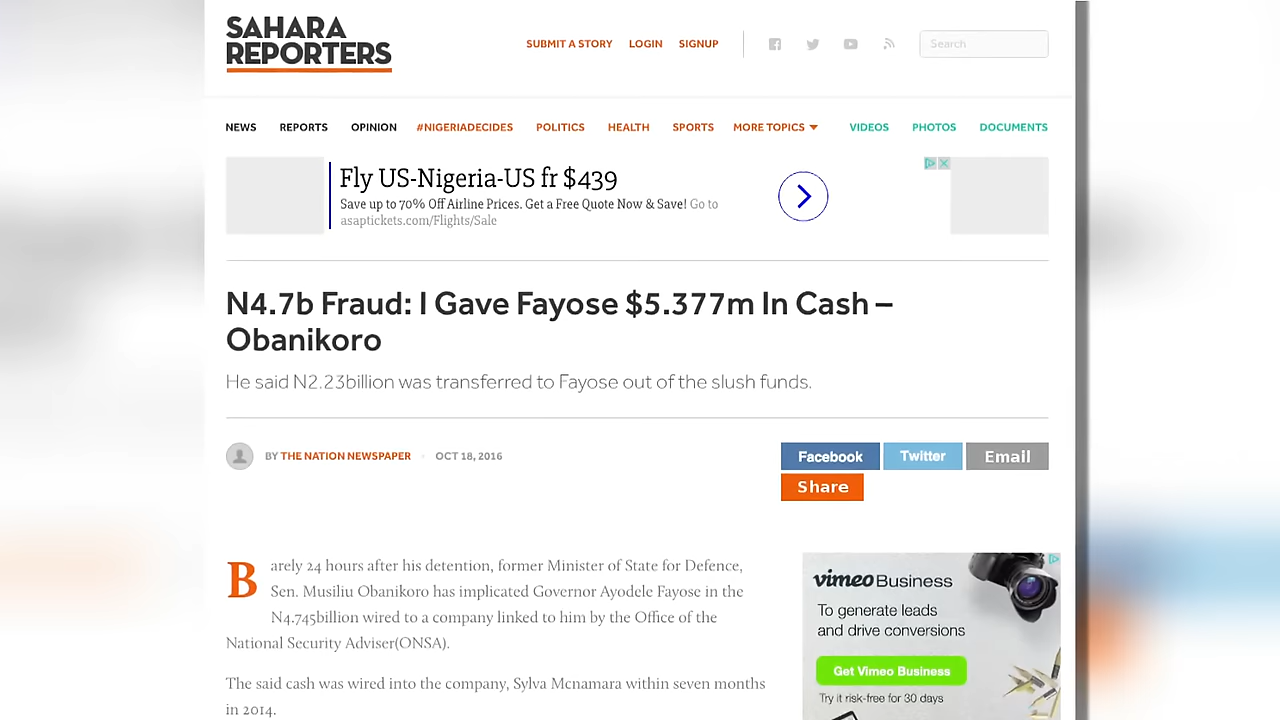 SAHARA
REPORTERS
SUBMIT A STORY LOGIN SIGNUP Search
NEWS REPORTS OPINION #NIGERIADECIDES POLITICS HEALTH SPORTS MORE TOPICS VIDEOS PHOTOS DOCUMENTS
Fly US-Nigeria-US fr $439
Save up to 70% Off Airline Prices. Get a Free Quote Now & Save! Go to
asaptickets.com/Flights/Sale
N4.7b Fraud: I Gave Fayose $5.377m In Cash –
Obanikoro
He said N2.23billion was transferred to Fayose out of the slush funds.
BY THE NATION NEWSPAPER OCT 18, 2016
Facebook Twitter Email
Share
Barely 24 hours after his detention, former Minister of State for Defence,
Sen. Musiliu Obanikoro has implicated Governor Ayodele Fayose in the
N4.745billion wired to a company linked to him by the Office of the
National Security Adviser(ONSA).
The said cash was wired into the company, Sylva Mcnamara within seven months
in 2014.
vimeo Business
To generate leads
and drive conversions
Get Vimeo Business
Try it risk-free for 30 days